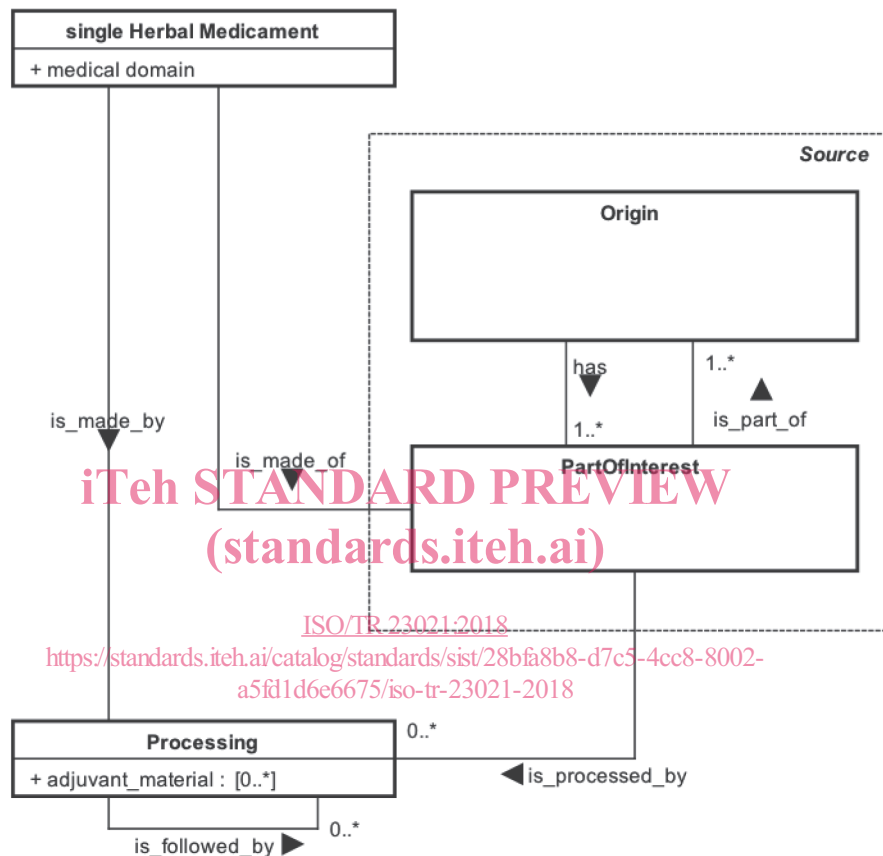 single Herbal Medicament
+ medical domain
Source
Origin
has
1..*
is_part_of
1..*
is_made_by
is_made_of
PartOfInterest
iTeh STANDARD PREVIEW
(standards.iteh.ai)
ISO/TR 23021:2018
https://standards.iteh.ai/catalog/standards/sist/28bfa8b8-d7c5-4cc8-8002-
a5fd1d6e6675/iso-tr-23021-2018
Processing
0..*
+ adjuvant_material : [0..*]
is_processed_by
0..*
is_followed_by